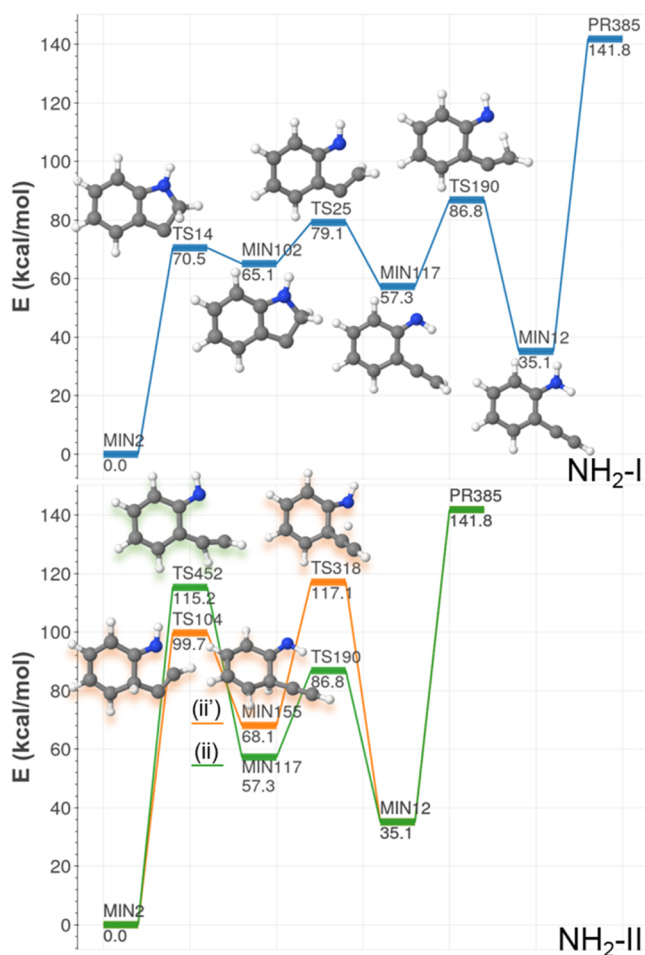 PR385
140
141.8
120
100
E (kcal/mol)
TS190
86.8
TS25
79.1
80
TS14
70.5
MIN102
65.1
60
MIN117
57.3
40
MIN12
35.1
20
MIN2
0
0.0
NH₂-I
PR385
140
141.8
TS452
115.2
TS318
117.1
120
TS104
99.7
100
E (kcal/mol)
TS190
86.8
80
(ii')
MIN155
68.1
60
(ii)
MIN117
57.3
40
MIN12
35.1
20
MIN2
0
0.0
NH₂-II